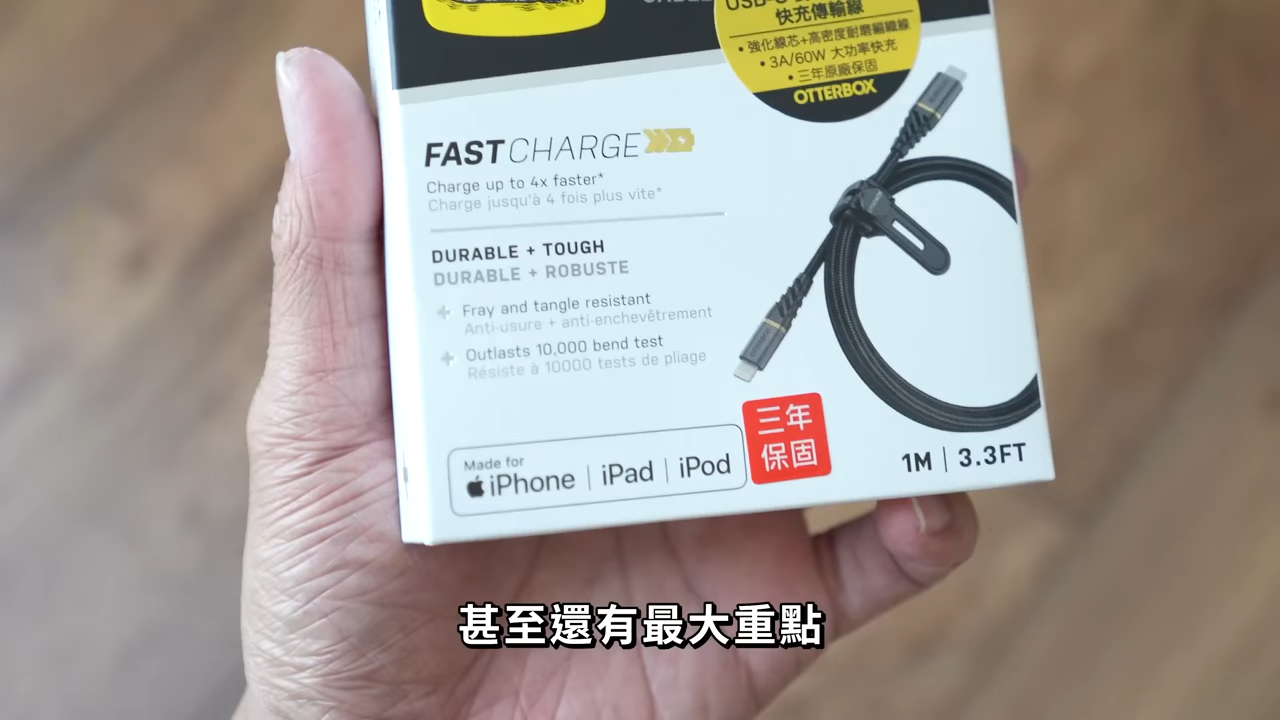 快充傳輸線
• 強化線芯+高密度耐磨編織線
• 3A/60W 大功率快充
• 三年原廠保固
OTTERBOX
FAST CHARGE
Charge up to 4x faster*
Charge jusqu'à 4 fois plus vite*
DURABLE + TOUGH
DURABLE + ROBUSTE
+ Fray and tangle resistant
Anti-usure + anti-enchevêtrement
+ Outlasts 10,000 bend test
Résiste à 10000 tests de pliage
OTTERBOX
Made for
iPhone | iPad | iPod
三年
保固
1M | 3.3FT
甚至還有最大重點